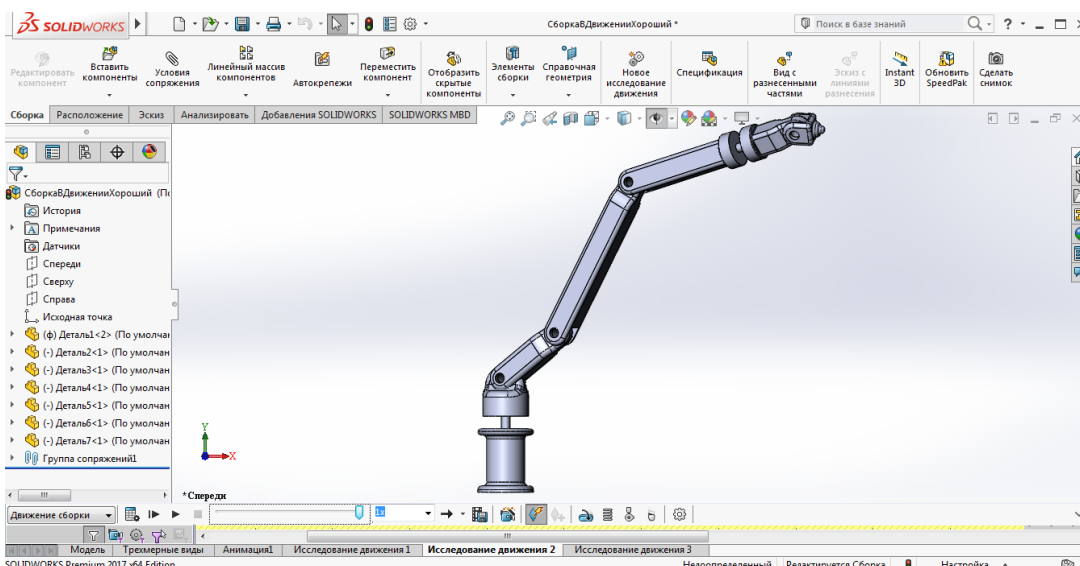 SOLIDWORKS
СборкаВДвиженииХороший *
Поиск в базе знаний
Редактировать компонент
Вставить компоненты
Условия сопряжения
Линейный массив компонентов
Автокрепежи
Переместить компонент
Отобразить скрытые компоненты
Элементы сборки
Справочная геометрия
Новое исследование движения
Спецификация
Вид с разнесенными частями
Эскиз с линиями разнесения
Instant 3D
Обновить SpeedPak
Сделать снимок
Сборка Расположение Эскиз Анализировать Добавления SOLIDWORKS SOLIDWORKS MBD
СборкаВДвиженииХороший (По
История
Примечания
Датчики
Спереди
Сверху
Справа
Исходная точка
(ф) Деталь1<2> (По умолчан
(-) Деталь2<1> (По умолчан
(-) Деталь3<1> (По умолчан
(-) Деталь4<1> (По умолчан
(-) Деталь5<1> (По умолчан
(-) Деталь6<1> (По умолчан
(-) Деталь7<1> (По умолчан
Группа сопряжений1
Y
X
*Спереди
Движение сборки
1x
Модель Трехмерные виды Анимация1 Исследование движения 1 Исследование движения 2 Исследование движения 3
SOLIDWORKS Premium 2017 x64 Edition Недоопределенный Редактируется Сборка Настройка